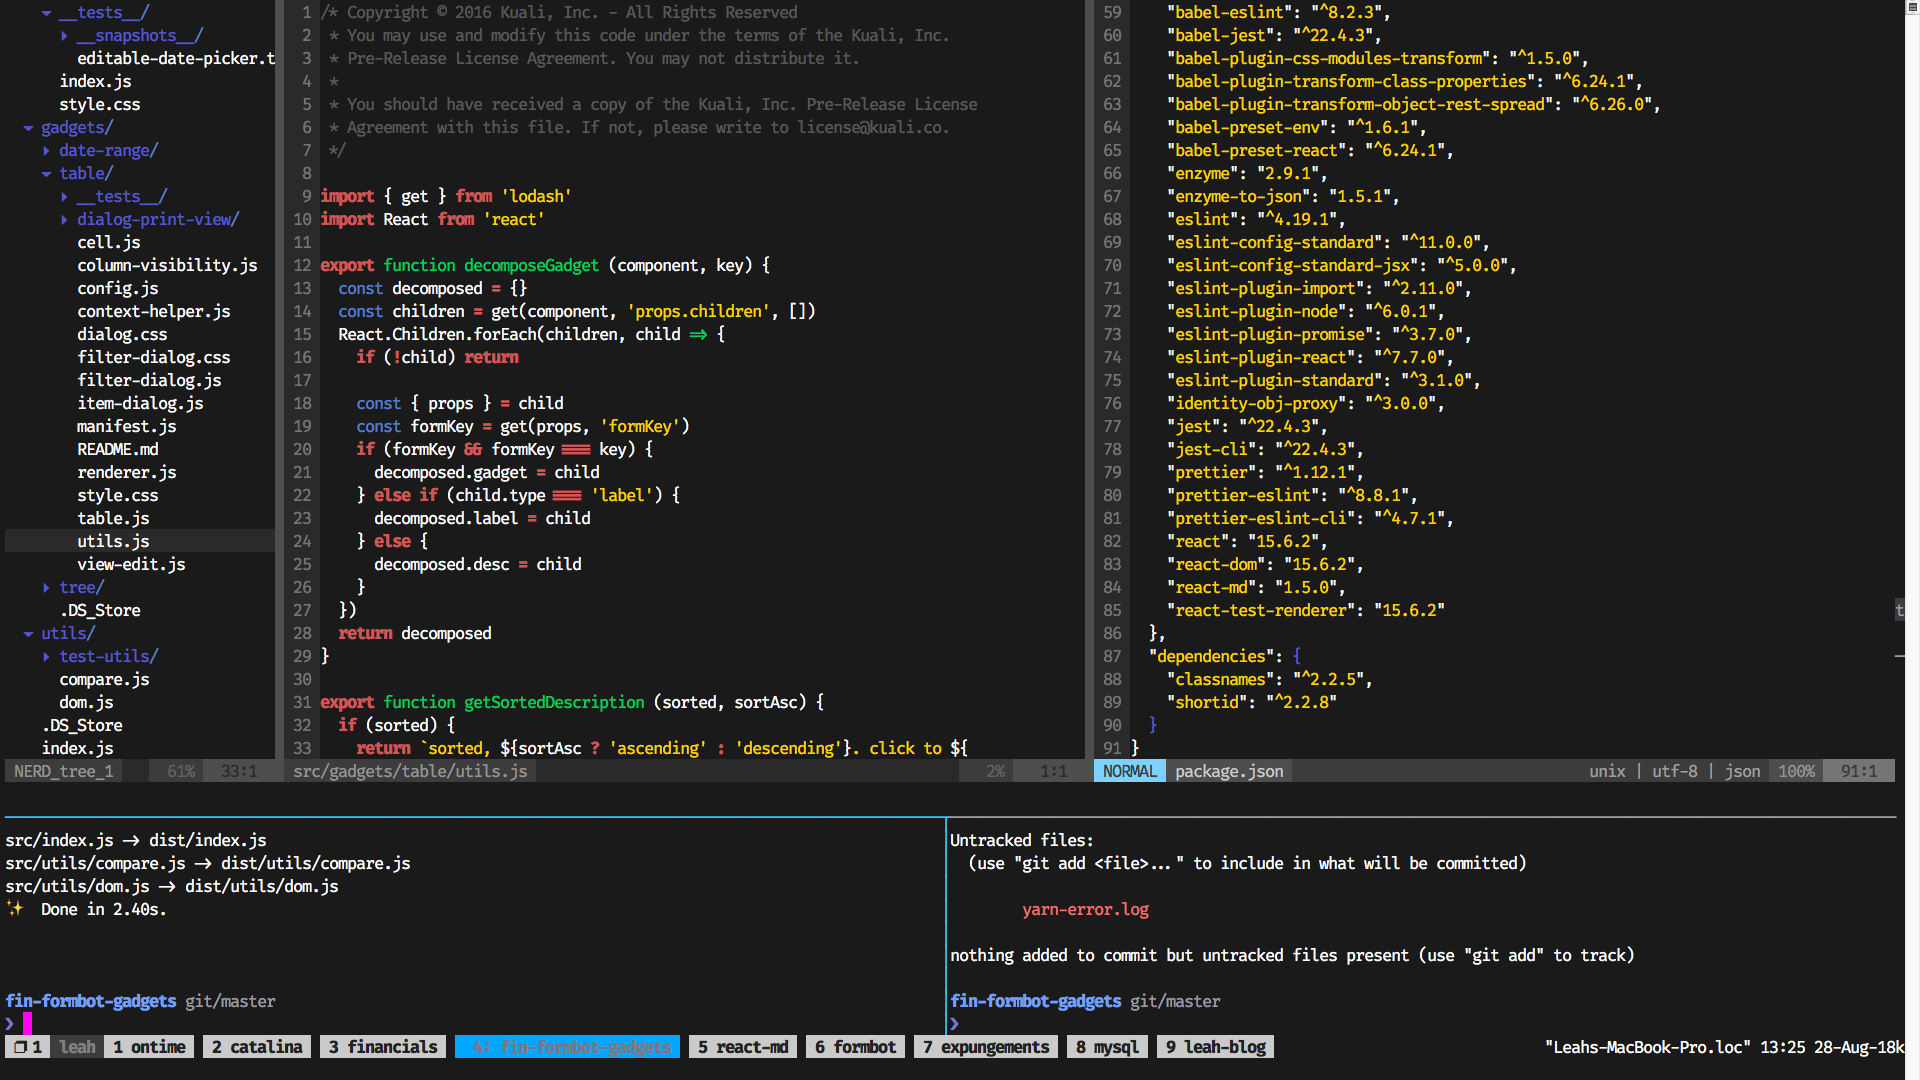 __tests__/
__snapshots__/
editable-date-picker.t
index.js
style.css
gadgets/
date-range/
table/
__tests__/
dialog-print-view/
cell.js
column-visibility.js
config.js
context-helper.js
dialog.css
filter-dialog.css
filter-dialog.js
item-dialog.js
manifest.js
README.md
renderer.js
style.css
table.js
utils.js
view-edit.js
tree/
.DS_Store
utils/
test-utils/
compare.js
dom.js
.DS_Store
index.js
NERD_tree_1 61% 33:1
1 /* Copyright © 2016 Kuali, Inc. - All Rights Reserved
2  * You may use and modify this code under the terms of the Kuali, Inc.
3  * Pre-Release License Agreement. You may not distribute it.
4  *
5  * You should have received a copy of the Kuali, Inc. Pre-Release License
6  * Agreement with this file. If not, please write to license@kuali.co.
7  */
8
9 import { get } from 'lodash'
10 import React from 'react'
11
12 export function decomposeGadget (component, key) {
13   const decomposed = {}
14   const children = get(component, 'props.children', [])
15   React.Children.forEach(children, child => {
16     if (!child) return
17
18     const { props } = child
19     const formKey = get(props, 'formKey')
20     if (formKey && formKey === key) {
21       decomposed.gadget = child
22     } else if (child.type === 'label') {
23       decomposed.label = child
24     } else {
25       decomposed.desc = child
26     }
27   })
28   return decomposed
29 }
30
31 export function getSortedDescription (sorted, sortAsc) {
32   if (sorted) {
33     return `sorted, ${sortAsc ? 'ascending' : 'descending'}. click to ${
src/gadgets/table/utils.js 2% 1:1
59     "babel-eslint": "^8.2.3",
60     "babel-jest": "^22.4.3",
61     "babel-plugin-css-modules-transform": "^1.5.0",
62     "babel-plugin-transform-class-properties": "^6.24.1",
63     "babel-plugin-transform-object-rest-spread": "^6.26.0",
64     "babel-preset-env": "^1.6.1",
65     "babel-preset-react": "^6.24.1",
66     "enzyme": "2.9.1",
67     "enzyme-to-json": "1.5.1",
68     "eslint": "^4.19.1",
69     "eslint-config-standard": "^11.0.0",
70     "eslint-config-standard-jsx": "^5.0.0",
71     "eslint-plugin-import": "^2.11.0",
72     "eslint-plugin-node": "^6.0.1",
73     "eslint-plugin-promise": "^3.7.0",
74     "eslint-plugin-react": "^7.7.0",
75     "eslint-plugin-standard": "^3.1.0",
76     "identity-obj-proxy": "^3.0.0",
77     "jest": "^22.4.3",
78     "jest-cli": "^22.4.3",
79     "prettier": "^1.12.1",
80     "prettier-eslint": "^8.8.1",
81     "prettier-eslint-cli": "^4.7.1",
82     "react": "15.6.2",
83     "react-dom": "15.6.2",
84     "react-md": "1.5.0",
85     "react-test-renderer": "15.6.2"
86   },
87   "dependencies": {
88     "classnames": "^2.2.5",
89     "shortid": "^2.2.8"
90   }
91 }
NORMAL package.json unix | utf-8 | json 100% 91:1
t
src/index.js -> dist/index.js
src/utils/compare.js -> dist/utils/compare.js
src/utils/dom.js -> dist/utils/dom.js
✨ Done in 2.40s.
fin-formbot-gadgets git/master
❯
Untracked files:
(use "git add <file>..." to include in what will be committed)
yarn-error.log
nothing added to commit but untracked files present (use "git add" to track)
fin-formbot-gadgets git/master
❯
❐ 1 leah 1 ontime 2 catalina 3 financials 4: fin-formbot-gadgets 5 react-md 6 formbot 7 expungements 8 mysql 9 leah-blog "Leahs-MacBook-Pro.loc" 13:25 28-Aug-18k